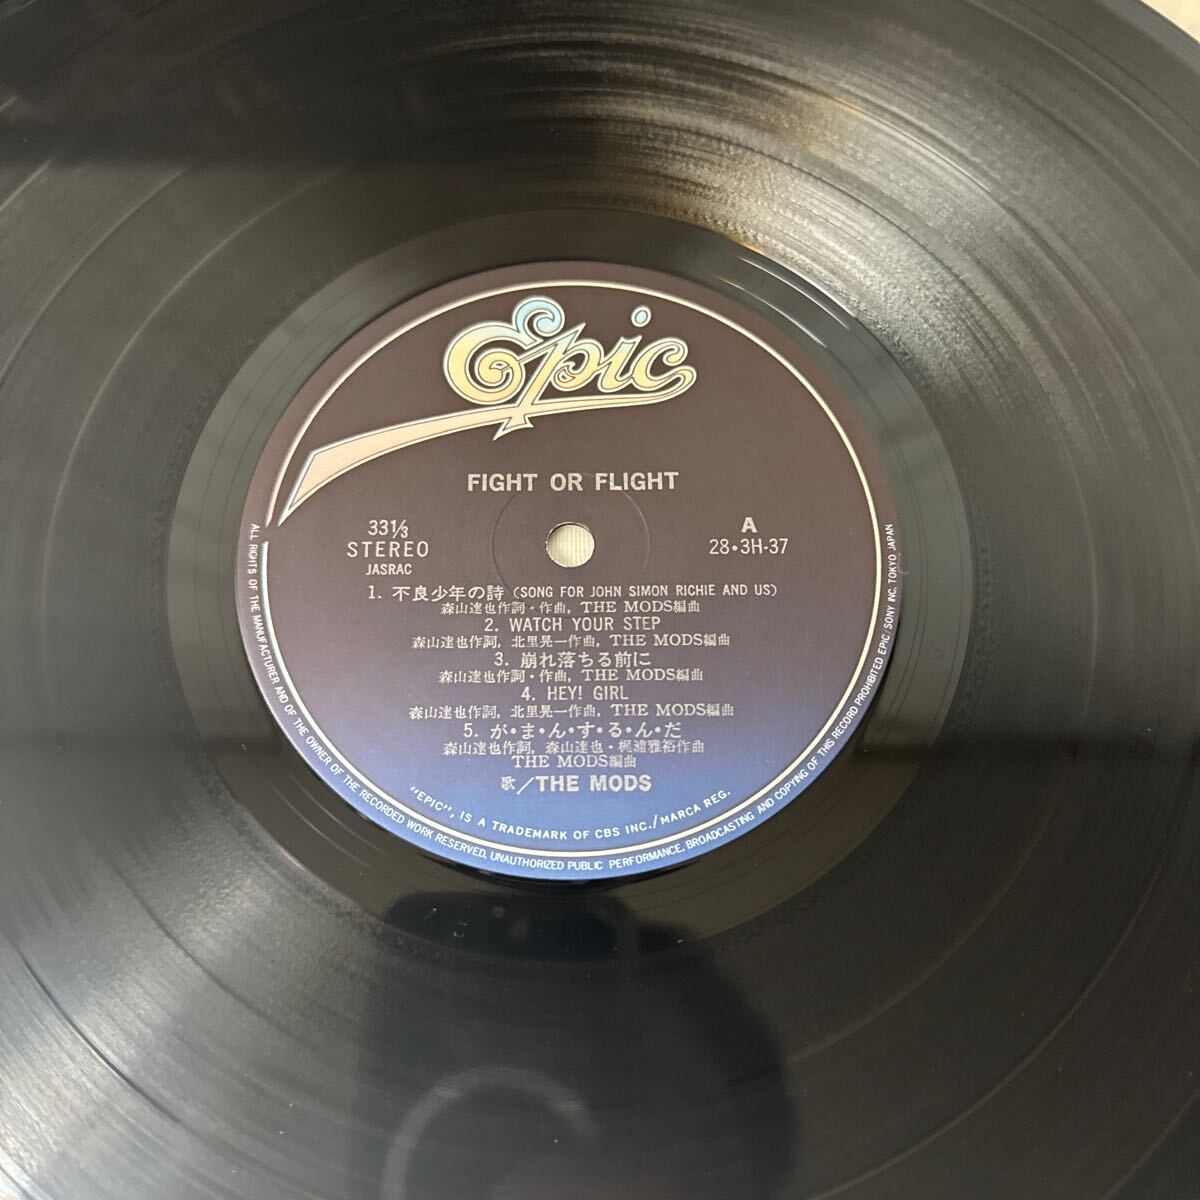 Epic
FIGHT OR FLIGHT
33⅓
STEREO
JASRAC
A
28・3H-37
1. 不良少年の詩 (SONG FOR JOHN SIMON RICHIE AND US)
森山達也作詞・作曲, THE MODS編曲
2. WATCH YOUR STEP
森山達也作詞, 北里晃一作曲, THE MODS編曲
3. 崩れ落ちる前に
森山達也作詞・作曲, THE MODS編曲
4. HEY! GIRL
森山達也作詞, 北里晃一作曲, THE MODS編曲
5. が・ま・ん・す・る・ん・だ
森山達也作詞, 森山達也・梶浦雅裕作曲
THE MODS編曲
歌/THE MODS
"EPIC", IS A TRADEMARK OF CBS INC./MARCA REG.
ALL RIGHTS OF THE MANUFACTURER AND OF THE OWNER OF THE RECORDED WORK RESERVED. UNAUTHORIZED PUBLIC PERFORMANCE, BROADCASTING AND COPYING OF THIS RECORD PROHIBITED EPIC/SONY INC. TOKYO JAPAN